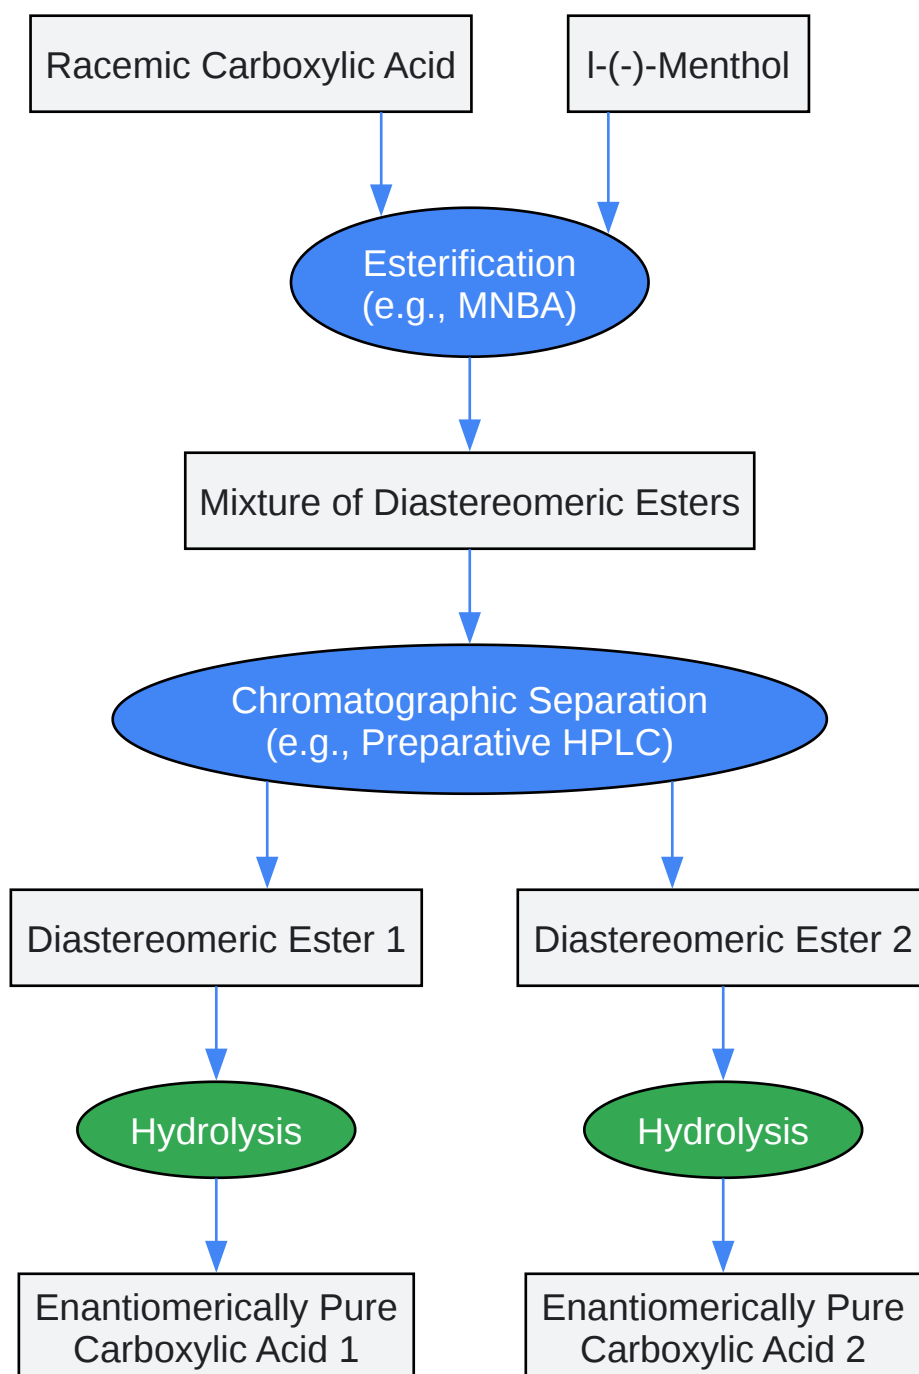 Racemic Carboxylic Acid
l-(-)-Menthol
Esterification
(e.g., MNBA)
Mixture of Diastereomeric Esters
Chromatographic Separation
(e.g., Preparative HPLC)
Diastereomeric Ester 1
Diastereomeric Ester 2
Hydrolysis
Hydrolysis
Enantiomerically Pure
Carboxylic Acid 1
Enantiomerically Pure
Carboxylic Acid 2